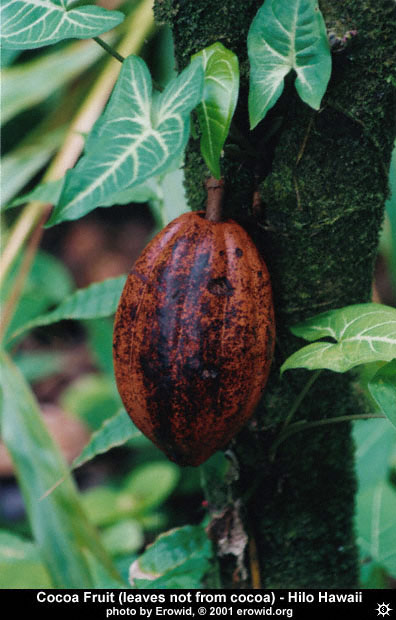 Cocoa Fruit (leaves not from cocoa) - Hilo Hawaii
photo by Erowid, ® 2001 erowid.org